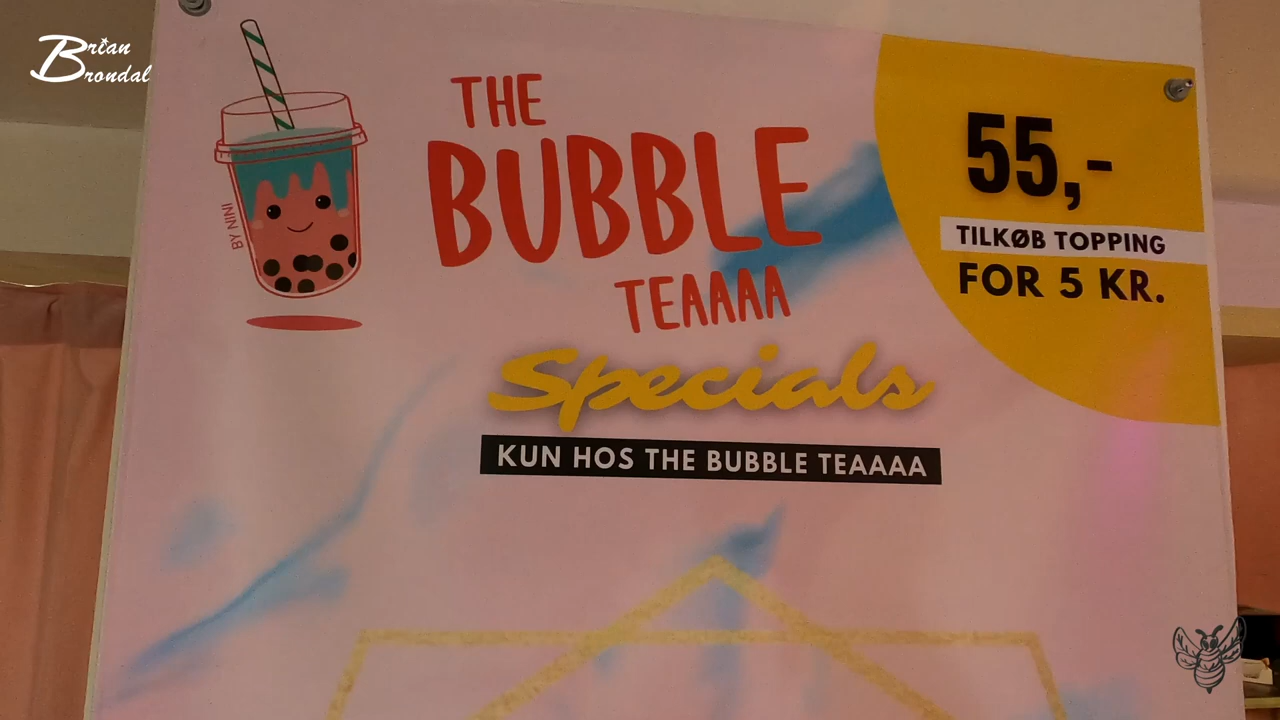 Brian
Brondal
THE
BUBBLE
TEAAAA
BY NINI
Specials
KUN HOS THE BUBBLE TEAAAA
55,-
TILKØB TOPPING
FOR 5 KR.